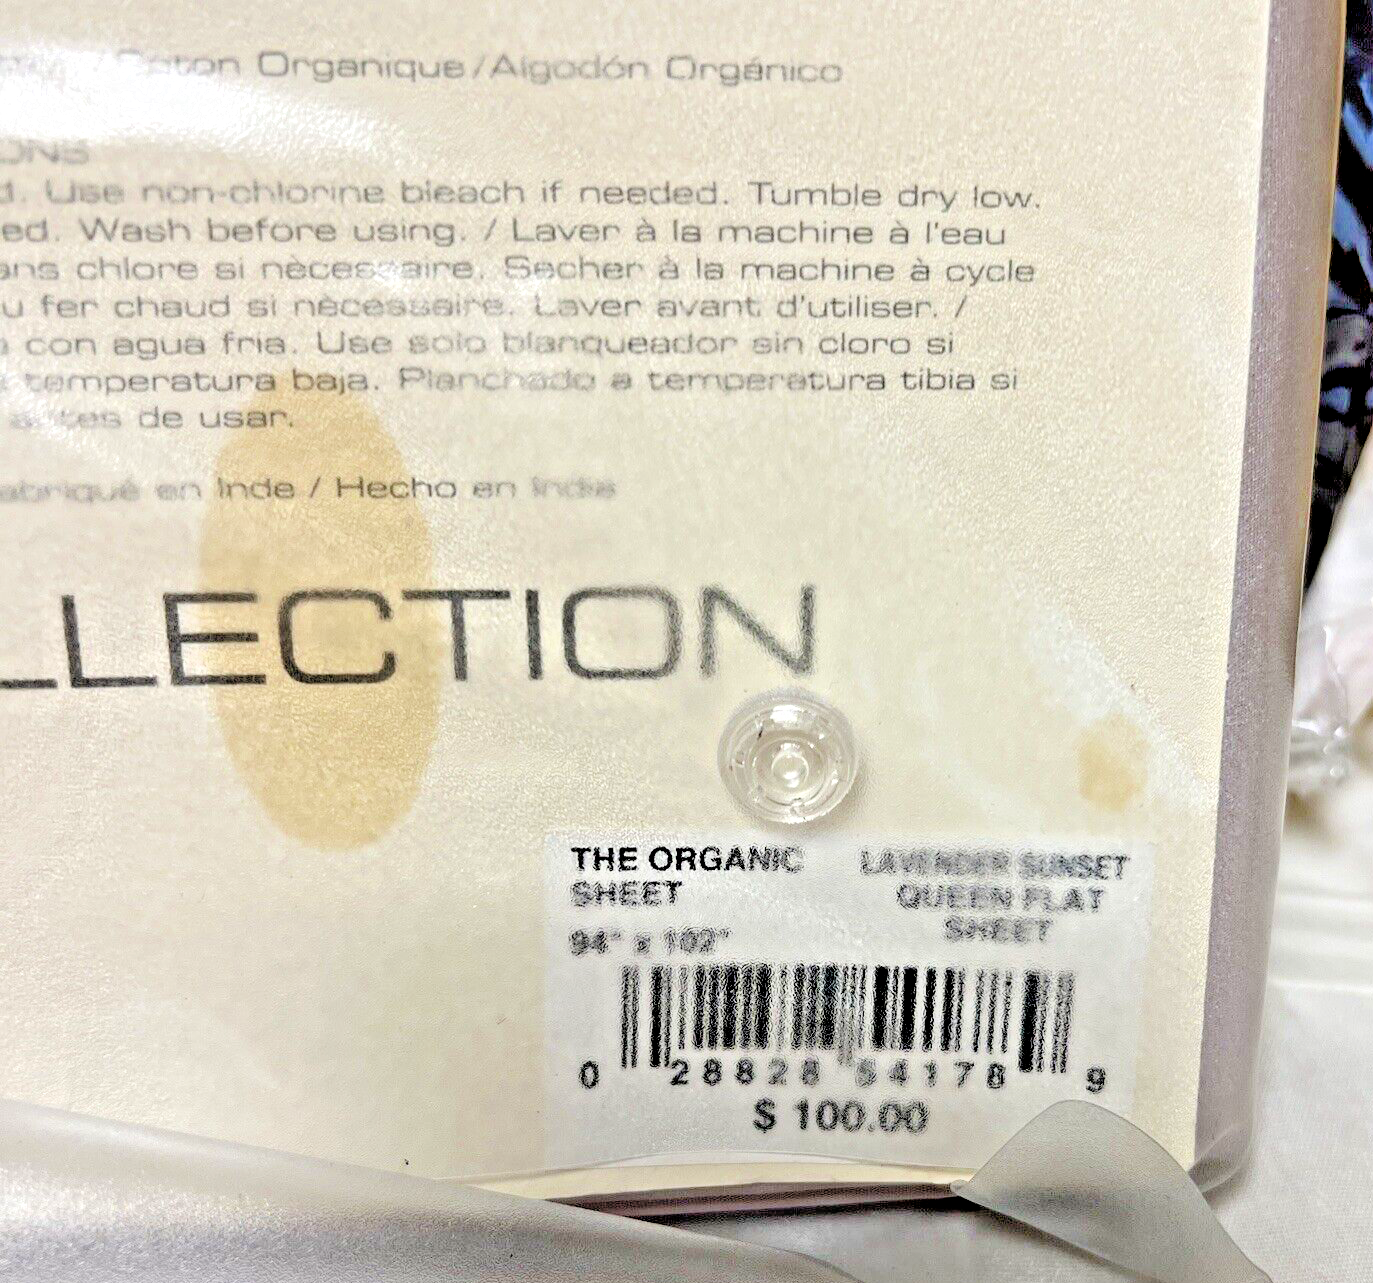 Coton Organique/Algodón Orgánico
ONS
d. Use non-chlorine bleach if needed. Tumble dry low.
ed. Wash before using. / Laver à la machine à l'eau
ans chlore si nècessaire. Secher à la machine à cycle
u fer chaud si nècessaire. Laver avant d'utiliser. /
con agua fria. Use solo blanqueador sin cloro si
temperatura baja. Planchado a temperatura tibia si
antes de usar.
abriqué en Inde / Hecho en India
LLECTION
THE ORGANIC
SHEET
94" x 102"
LAVENDER SUNSET
QUEEN FLAT
SHEET
0 28828 54178 9
$ 100.00